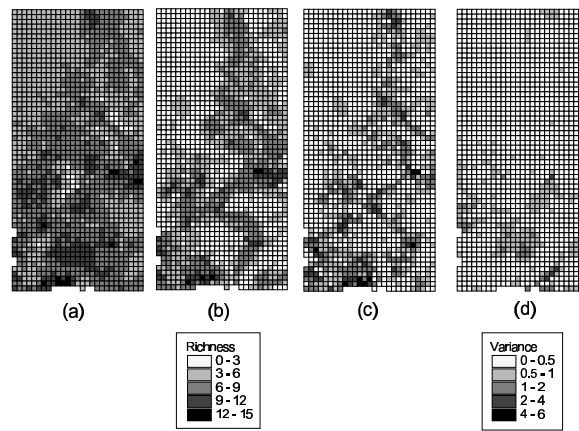 (a) (b) (c) (d)
Richness
0 - 3
3 - 6
6 - 9
9 - 12
12 - 15
Variance
0 - 0.5
0.5 - 1
1 - 2
2 - 4
4 - 6